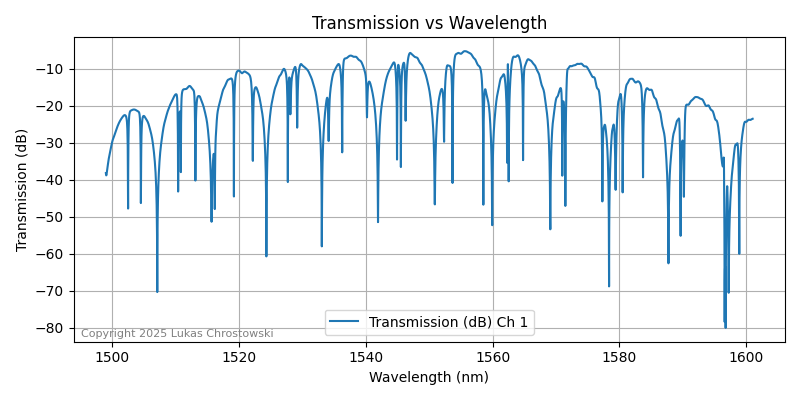 Transmission vs Wavelength
Transmission (dB)
−10
−20
−30
−40
−50
−60
−70
−80
Copyright 2025 Lukas Chrostowski
Transmission (dB) Ch 1
1500 1520 1540 1560 1580 1600
Wavelength (nm)